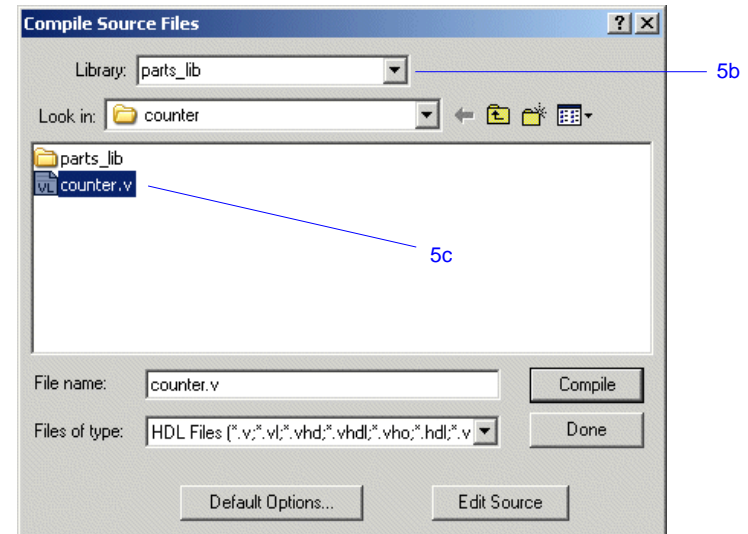 Compile Source Files
Library: parts_lib 5b
Look in: counter
parts_lib
VL counter.v
5c
File name: counter.v Compile
Files of type: HDL Files (*.v;*.vl;*.vhd;*.vhdl;*.vho;*.hdl;*.v Done
Default Options... Edit Source